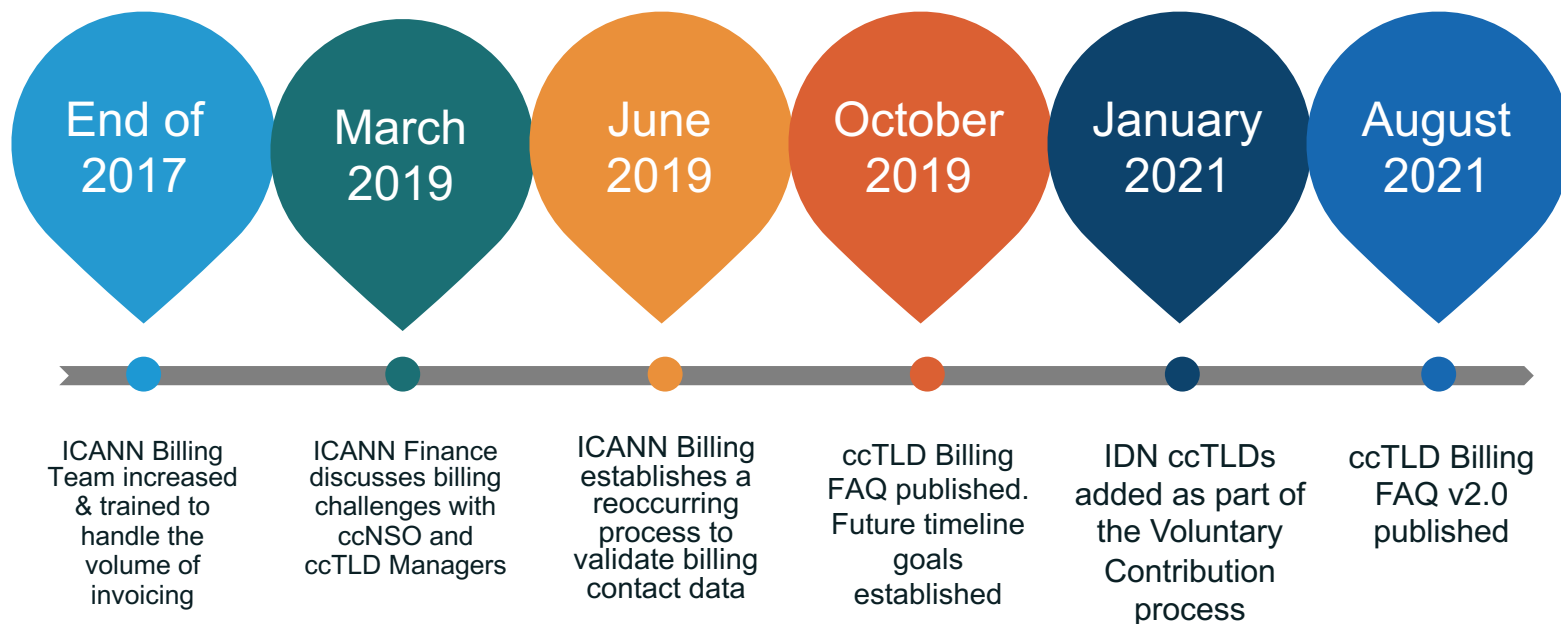 End of
2017
March
2019
June
2019
October
2019
January
2021
August
2021
ICANN Billing
Team increased
& trained to
handle the
volume of
invoicing
ICANN Finance
discusses billing
challenges with
ccNSO and
ccTLD Managers
ICANN Billing
establishes a
reoccurring
process to
validate billing
contact data
ccTLD Billing
FAQ published.
Future timeline
goals
established
IDN ccTLDs
added as part of
the Voluntary
Contribution
process
ccTLD Billing
FAQ v2.0
published